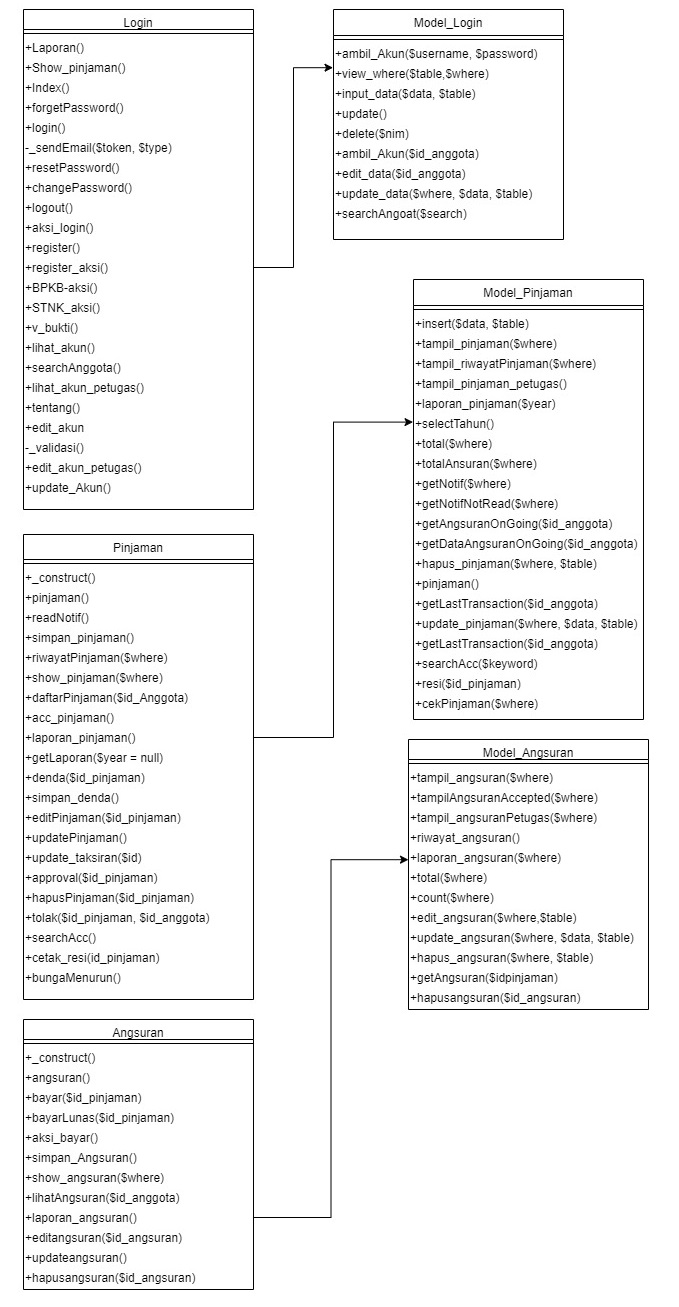 Login
+Laporan()
+Show_pinjaman()
+Index()
+forgetPassword()
+login()
-_sendEmail($token, $type)
+resetPassword()
+changePassword()
+logout()
+aksi_login()
+register()
+register_aksi()
+BPKB-aksi()
+STNK_aksi()
+v_bukti()
+lihat_akun()
+searchAnggota()
+lihat_akun_petugas()
+tentang()
+edit_akun
-_validasi()
+edit_akun_petugas()
+update_Akun()
Model_Login
+ambil_Akun($username, $password)
+view_where($table,$where)
+input_data($data, $table)
+update()
+delete($nim)
+ambil_Akun($id_anggota)
+edit_data($id_anggota)
+update_data($where, $data, $table)
+searchAngoat($search)
Model_Pinjaman
+insert($data, $table)
+tampil_pinjaman($where)
+tampil_riwayatPinjaman($where)
+tampil_pinjaman_petugas()
+laporan_pinjaman($year)
+selectTahun()
+total($where)
+totalAnsuran($where)
+getNotif($where)
+getNotifNotRead($where)
+getAngsuranOnGoing($id_anggota)
+getDataAngsuranOnGoing($id_anggota)
+hapus_pinjaman($where, $table)
+pinjaman()
+getLastTransaction($id_anggota)
+update_pinjaman($where, $data, $table)
+getLastTransaction($id_anggota)
+searchAcc($keyword)
+resi($id_pinjaman)
+cekPinjaman($where)
Pinjaman
+_construct()
+pinjaman()
+readNotif()
+simpan_pinjaman()
+riwayatPinjaman($where)
+show_pinjaman($where)
+daftarPinjaman($id_Anggota)
+acc_pinjaman()
+laporan_pinjaman()
+getLaporan($year = null)
+denda($id_pinjaman)
+simpan_denda()
+editPinjaman($id_pinjaman)
+updatePinjaman()
+update_taksiran($id)
+approval($id_pinjaman)
+hapusPinjaman($id_pinjaman)
+tolak($id_pinjaman, $id_anggota)
+searchAcc()
+cetak_resi(id_pinjaman)
+bungaMenurun()
Model_Angsuran
+tampil_angsuran($where)
+tampilAngsuranAccepted($where)
+tampil_angsuranPetugas($where)
+riwayat_angsuran()
+laporan_angsuran($where)
+total($where)
+count($where)
+edit_angsuran($where,$table)
+update_angsuran($where, $data, $table)
+hapus_angsuran($where, $table)
+getAngsuran($idpinjaman)
+hapusangsuran($id_angsuran)
Angsuran
+_construct()
+angsuran()
+bayar($id_pinjaman)
+bayarLunas($id_pinjaman)
+aksi_bayar()
+simpan_Angsuran()
+show_angsuran($where)
+lihatAngsuran($id_anggota)
+laporan_angsuran()
+editangsuran($id_angsuran)
+updateangsuran()
+hapusangsuran($id_angsuran)